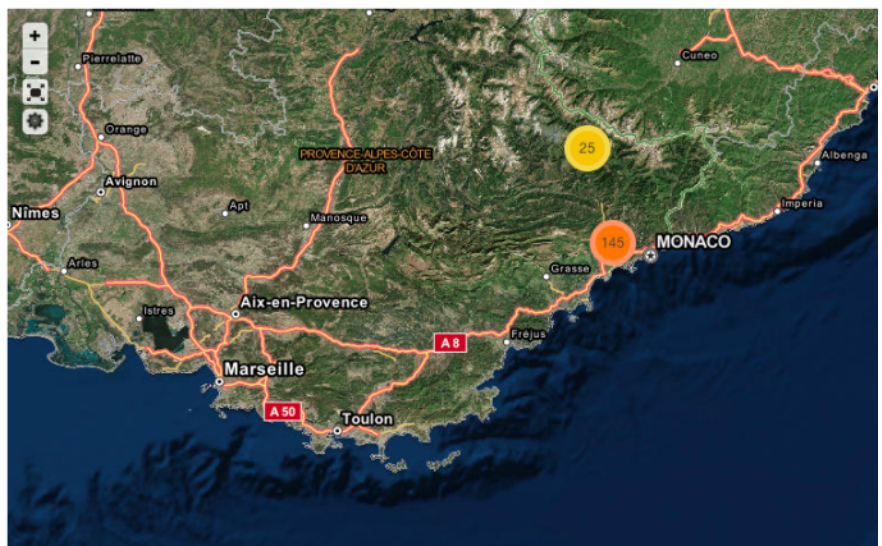 +
-
Cuneo
Pierrelatte
Orange
25
PROVENCE-ALPES-CÔTE
D'AZUR
Albenga
Avignon
Apt
Nîmes
Manosque
Imperia
145
MONACO
Arles
Grasse
Istres
Aix-en-Provence
Fréjus
A 8
Marseille
A 50
Toulon